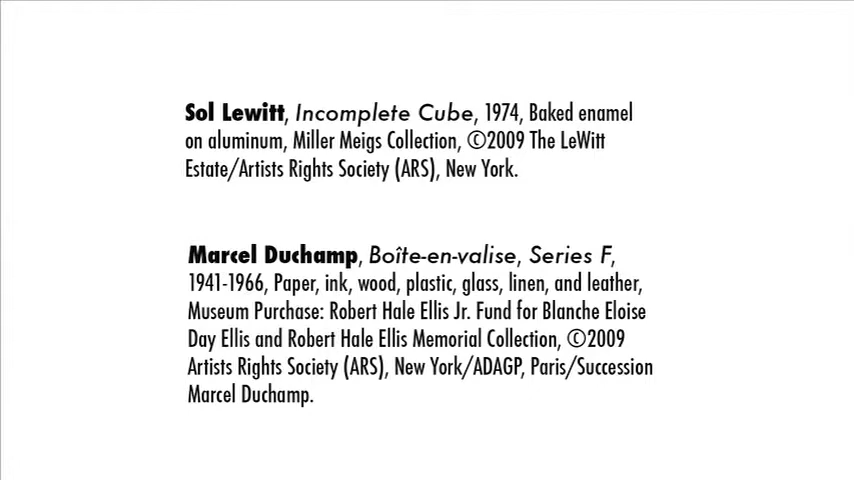 Sol Lewitt, Incomplete Cube, 1974, Baked enamel
on aluminum, Miller Meigs Collection, ©2009 The LeWitt
Estate/Artists Rights Society (ARS), New York.
Marcel Duchamp, Boîte-en-valise, Series F,
1941-1966, Paper, ink, wood, plastic, glass, linen, and leather,
Museum Purchase: Robert Hale Ellis Jr. Fund for Blanche Eloise
Day Ellis and Robert Hale Ellis Memorial Collection, ©2009
Artists Rights Society (ARS), New York/ADAGP, Paris/Succession
Marcel Duchamp.